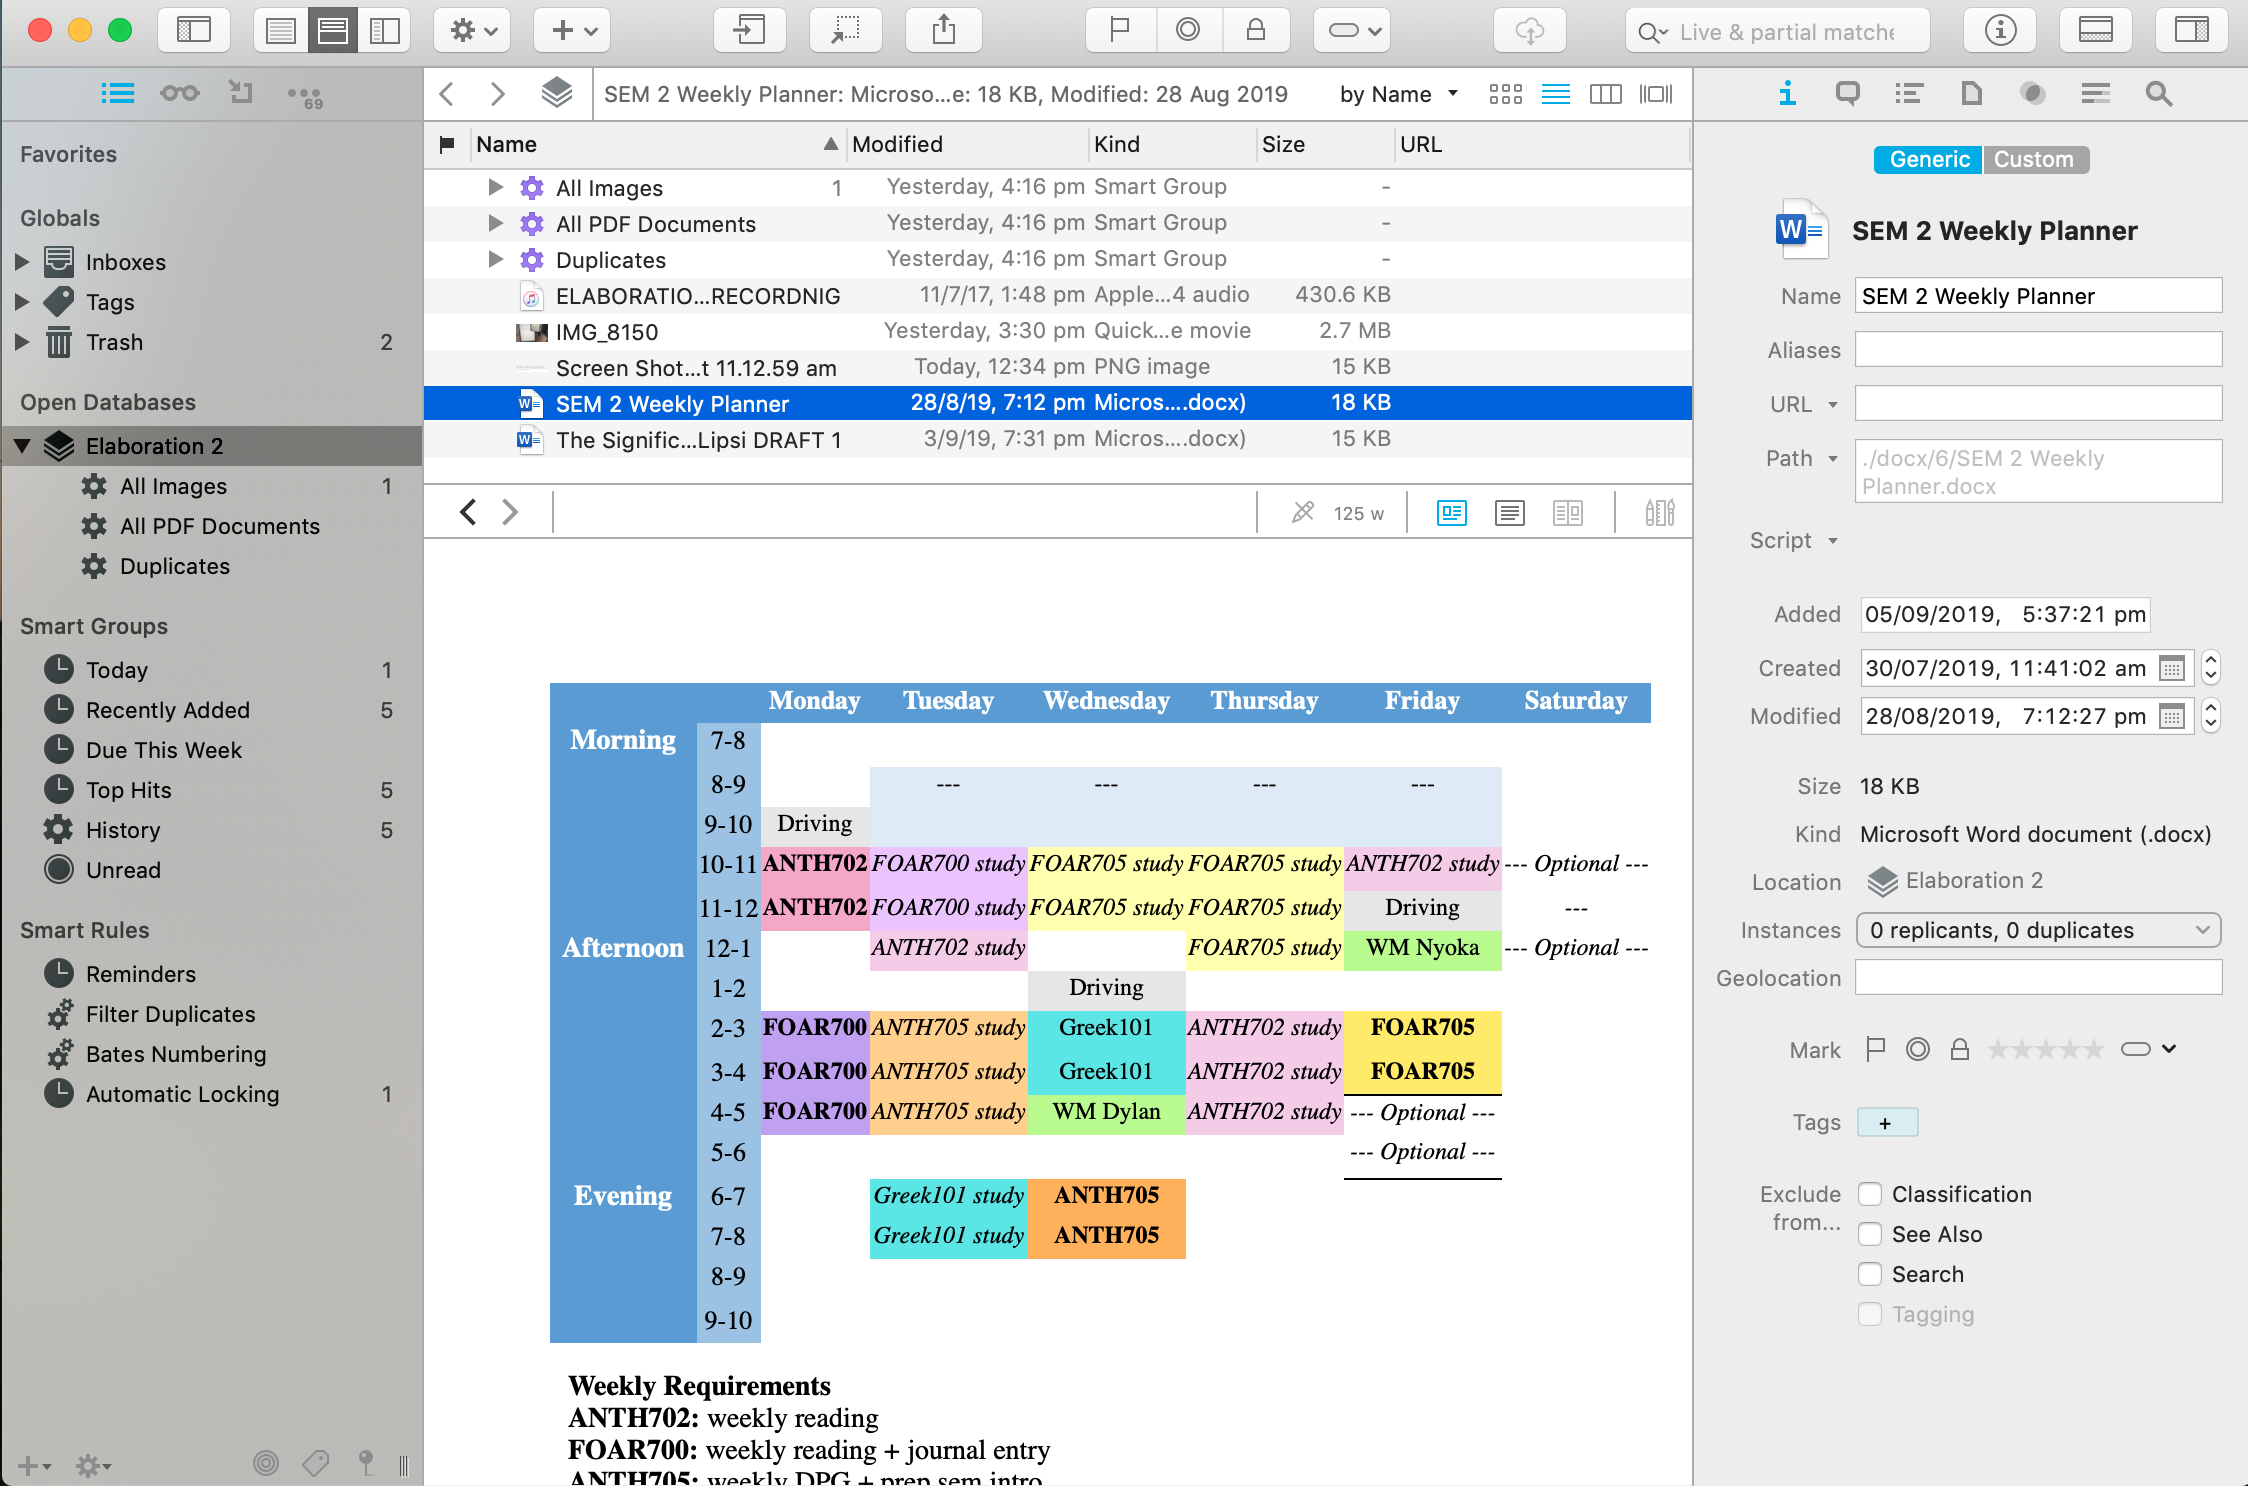 Live & partial matche
69
SEM 2 Weekly Planner: Microso...e: 18 KB, Modified: 28 Aug 2019 by Name
Favorites
Globals
Inboxes
Tags
Trash 2
Open Databases
Elaboration 2
All Images 1
All PDF Documents
Duplicates
Smart Groups
Today 1
Recently Added 5
Due This Week
Top Hits 5
History 5
Unread
Smart Rules
Reminders
Filter Duplicates
Bates Numbering
Automatic Locking 1
Name Modified Kind Size URL
All Images 1 Yesterday, 4:16 pm Smart Group -
All PDF Documents Yesterday, 4:16 pm Smart Group -
Duplicates Yesterday, 4:16 pm Smart Group -
ELABORATIO...RECORDNIG 11/7/17, 1:48 pm Apple...4 audio 430.6 KB
IMG_8150 Yesterday, 3:30 pm Quick...e movie 2.7 MB
Screen Shot...t 11.12.59 am Today, 12:34 pm PNG image 15 KB
SEM 2 Weekly Planner 28/8/19, 7:12 pm Micros....docx) 18 KB
The Signific...Lipsi DRAFT 1 3/9/19, 7:31 pm Micros....docx) 15 KB
125 w
Monday Tuesday Wednesday Thursday Friday Saturday
Morning 7-8
8-9 --- --- --- ---
9-10 Driving
10-11 ANTH702 FOAR700 study FOAR705 study FOAR705 study ANTH702 study --- Optional ---
11-12 ANTH702 FOAR700 study FOAR705 study FOAR705 study Driving ---
Afternoon 12-1 ANTH702 study FOAR705 study WM Nyoka --- Optional ---
1-2 Driving
2-3 FOAR700 ANTH705 study Greek101 ANTH702 study FOAR705
3-4 FOAR700 ANTH705 study Greek101 ANTH702 study FOAR705
4-5 FOAR700 ANTH705 study WM Dylan ANTH702 study --- Optional ---
5-6 --- Optional ---
Evening 6-7 Greek101 study ANTH705
7-8 Greek101 study ANTH705
8-9
9-10
Weekly Requirements
ANTH702: weekly reading
FOAR700: weekly reading + journal entry
ANTH705: weekly DPG + prep sem intro
Generic Custom
W SEM 2 Weekly Planner
Name SEM 2 Weekly Planner
Aliases
URL
Path ./docx/6/SEM 2 Weekly
Planner.docx
Script
Added 05/09/2019, 5:37:21 pm
Created 30/07/2019, 11:41:02 am
Modified 28/08/2019, 7:12:27 pm
Size 18 KB
Kind Microsoft Word document (.docx)
Location Elaboration 2
Instances 0 replicants, 0 duplicates
Geolocation
Mark
Tags +
Exclude from... Classification
See Also
Search
Tagging